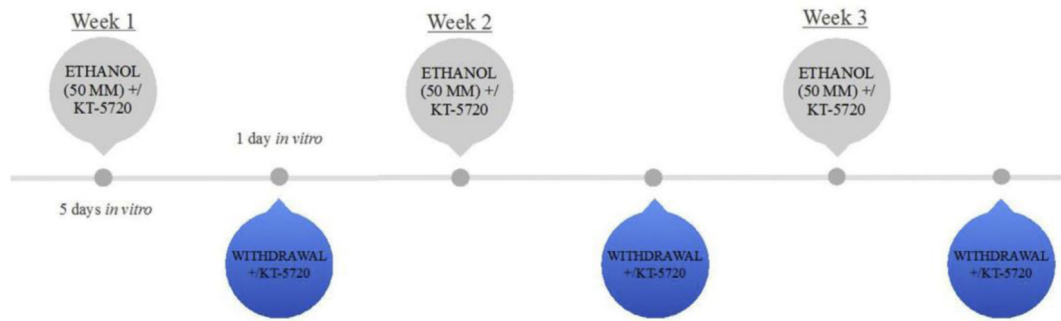 Week 1
Week 2
Week 3
ETHANOL
(50 MM) +/
KT-5720
ETHANOL
(50 MM) +/
KT-5720
ETHANOL
(50 MM) +/
KT-5720
1 day in vitro
5 days in vitro
WITHDRAWAL
+/KT-5720
WITHDRAWAL
+/KT-5720
WITHDRAWAL
+/KT-5720